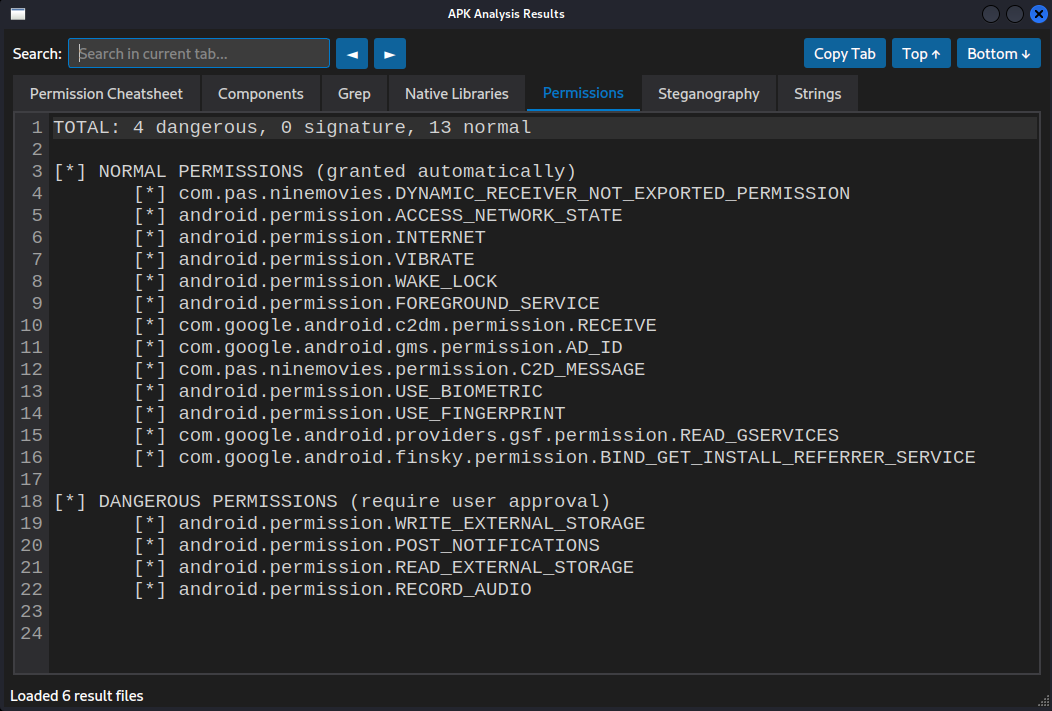 APK Analysis Results
Search: Search in current tab... ◄ ► Copy Tab Top ↑ Bottom ↓
Permission Cheatsheet Components Grep Native Libraries Permissions Steganography Strings
1 TOTAL: 4 dangerous, 0 signature, 13 normal
2
3 [*] NORMAL PERMISSIONS (granted automatically)
4 [*] com.pas.ninemovies.DYNAMIC_RECEIVER_NOT_EXPORTED_PERMISSION
5 [*] android.permission.ACCESS_NETWORK_STATE
6 [*] android.permission.INTERNET
7 [*] android.permission.VIBRATE
8 [*] android.permission.WAKE_LOCK
9 [*] android.permission.FOREGROUND_SERVICE
10 [*] com.google.android.c2dm.permission.RECEIVE
11 [*] com.google.android.gms.permission.AD_ID
12 [*] com.pas.ninemovies.permission.C2D_MESSAGE
13 [*] android.permission.USE_BIOMETRIC
14 [*] android.permission.USE_FINGERPRINT
15 [*] com.google.android.providers.gsf.permission.READ_GSERVICES
16 [*] com.google.android.finsky.permission.BIND_GET_INSTALL_REFERRER_SERVICE
17
18 [*] DANGEROUS PERMISSIONS (require user approval)
19 [*] android.permission.WRITE_EXTERNAL_STORAGE
20 [*] android.permission.POST_NOTIFICATIONS
21 [*] android.permission.READ_EXTERNAL_STORAGE
22 [*] android.permission.RECORD_AUDIO
23
24
Loaded 6 result files